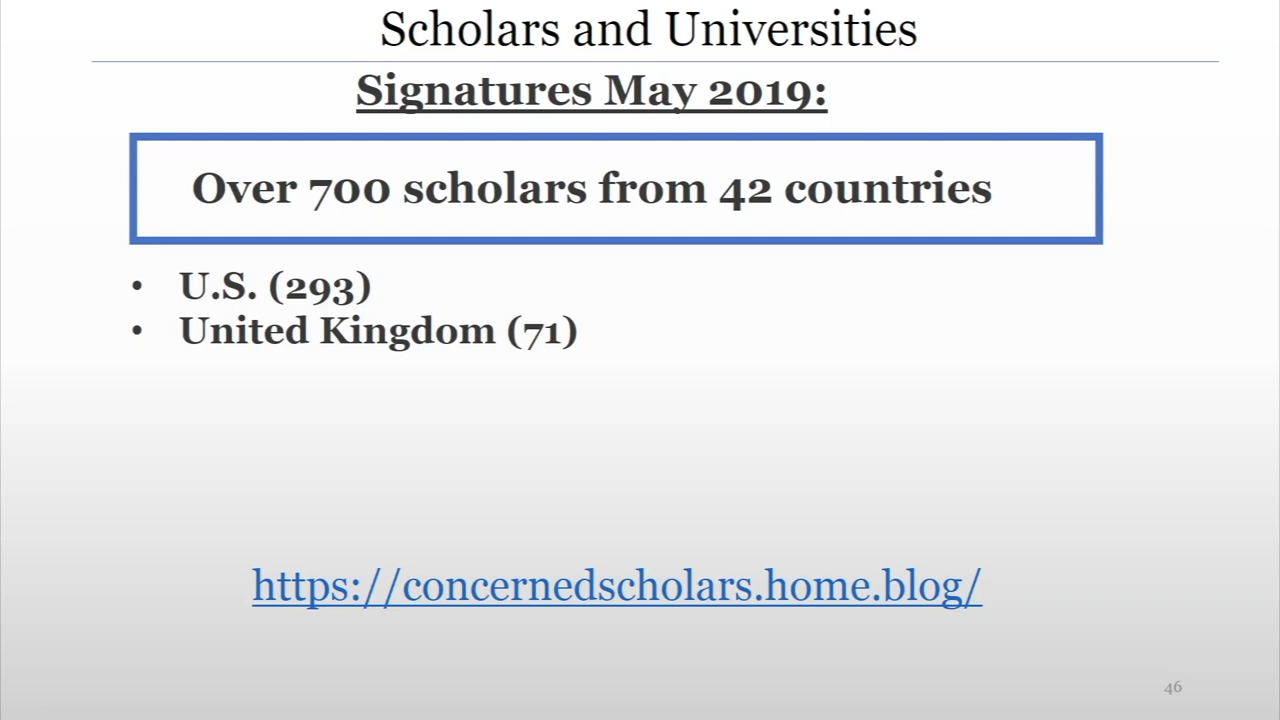 Scholars and Universities
Signatures May 2019:
Over 700 scholars from 42 countries
• U.S. (293)
• United Kingdom (71)
https://concernedscholars.home.blog/
46